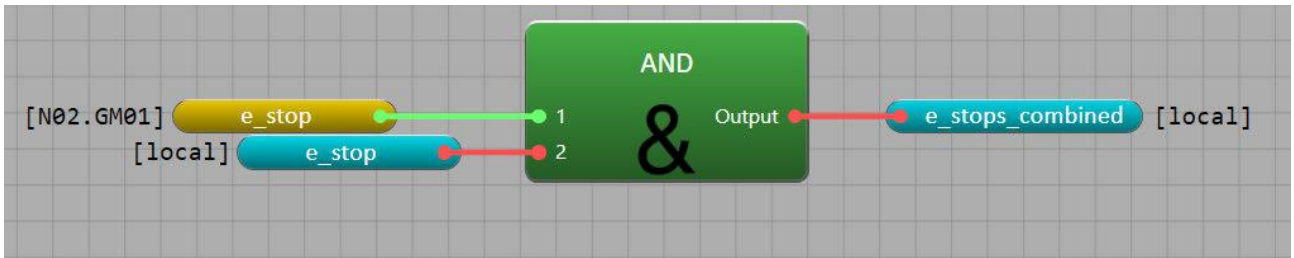 AND
[N02.GM01] e_stop 1 Output e_stops_combined [local]
[local] e_stop 2
&